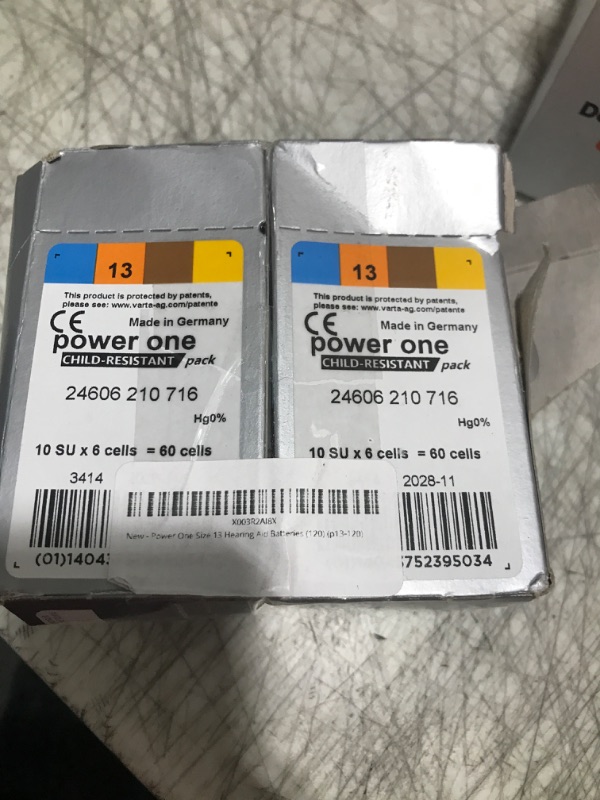 13
This product is protected by patents,
please see: www.varta-ag.com/patente
CE
Made in Germany
power one
CHILD-RESISTANT pack
24606 210 716
Hg0%
10 SU x 6 cells = 60 cells
3414
(01)1404
13
This product is protected by patents,
please see: www.varta-ag.com/patente
CE
Made in Germany
power one
CHILD-RESISTANT pack
24606 210 716
Hg0%
10 SU x 6 cells = 60 cells
2028-11
752395034
X003R2AI8X
New - Power One Size 13 Hearing Aid Batteries (120) (p13-120)